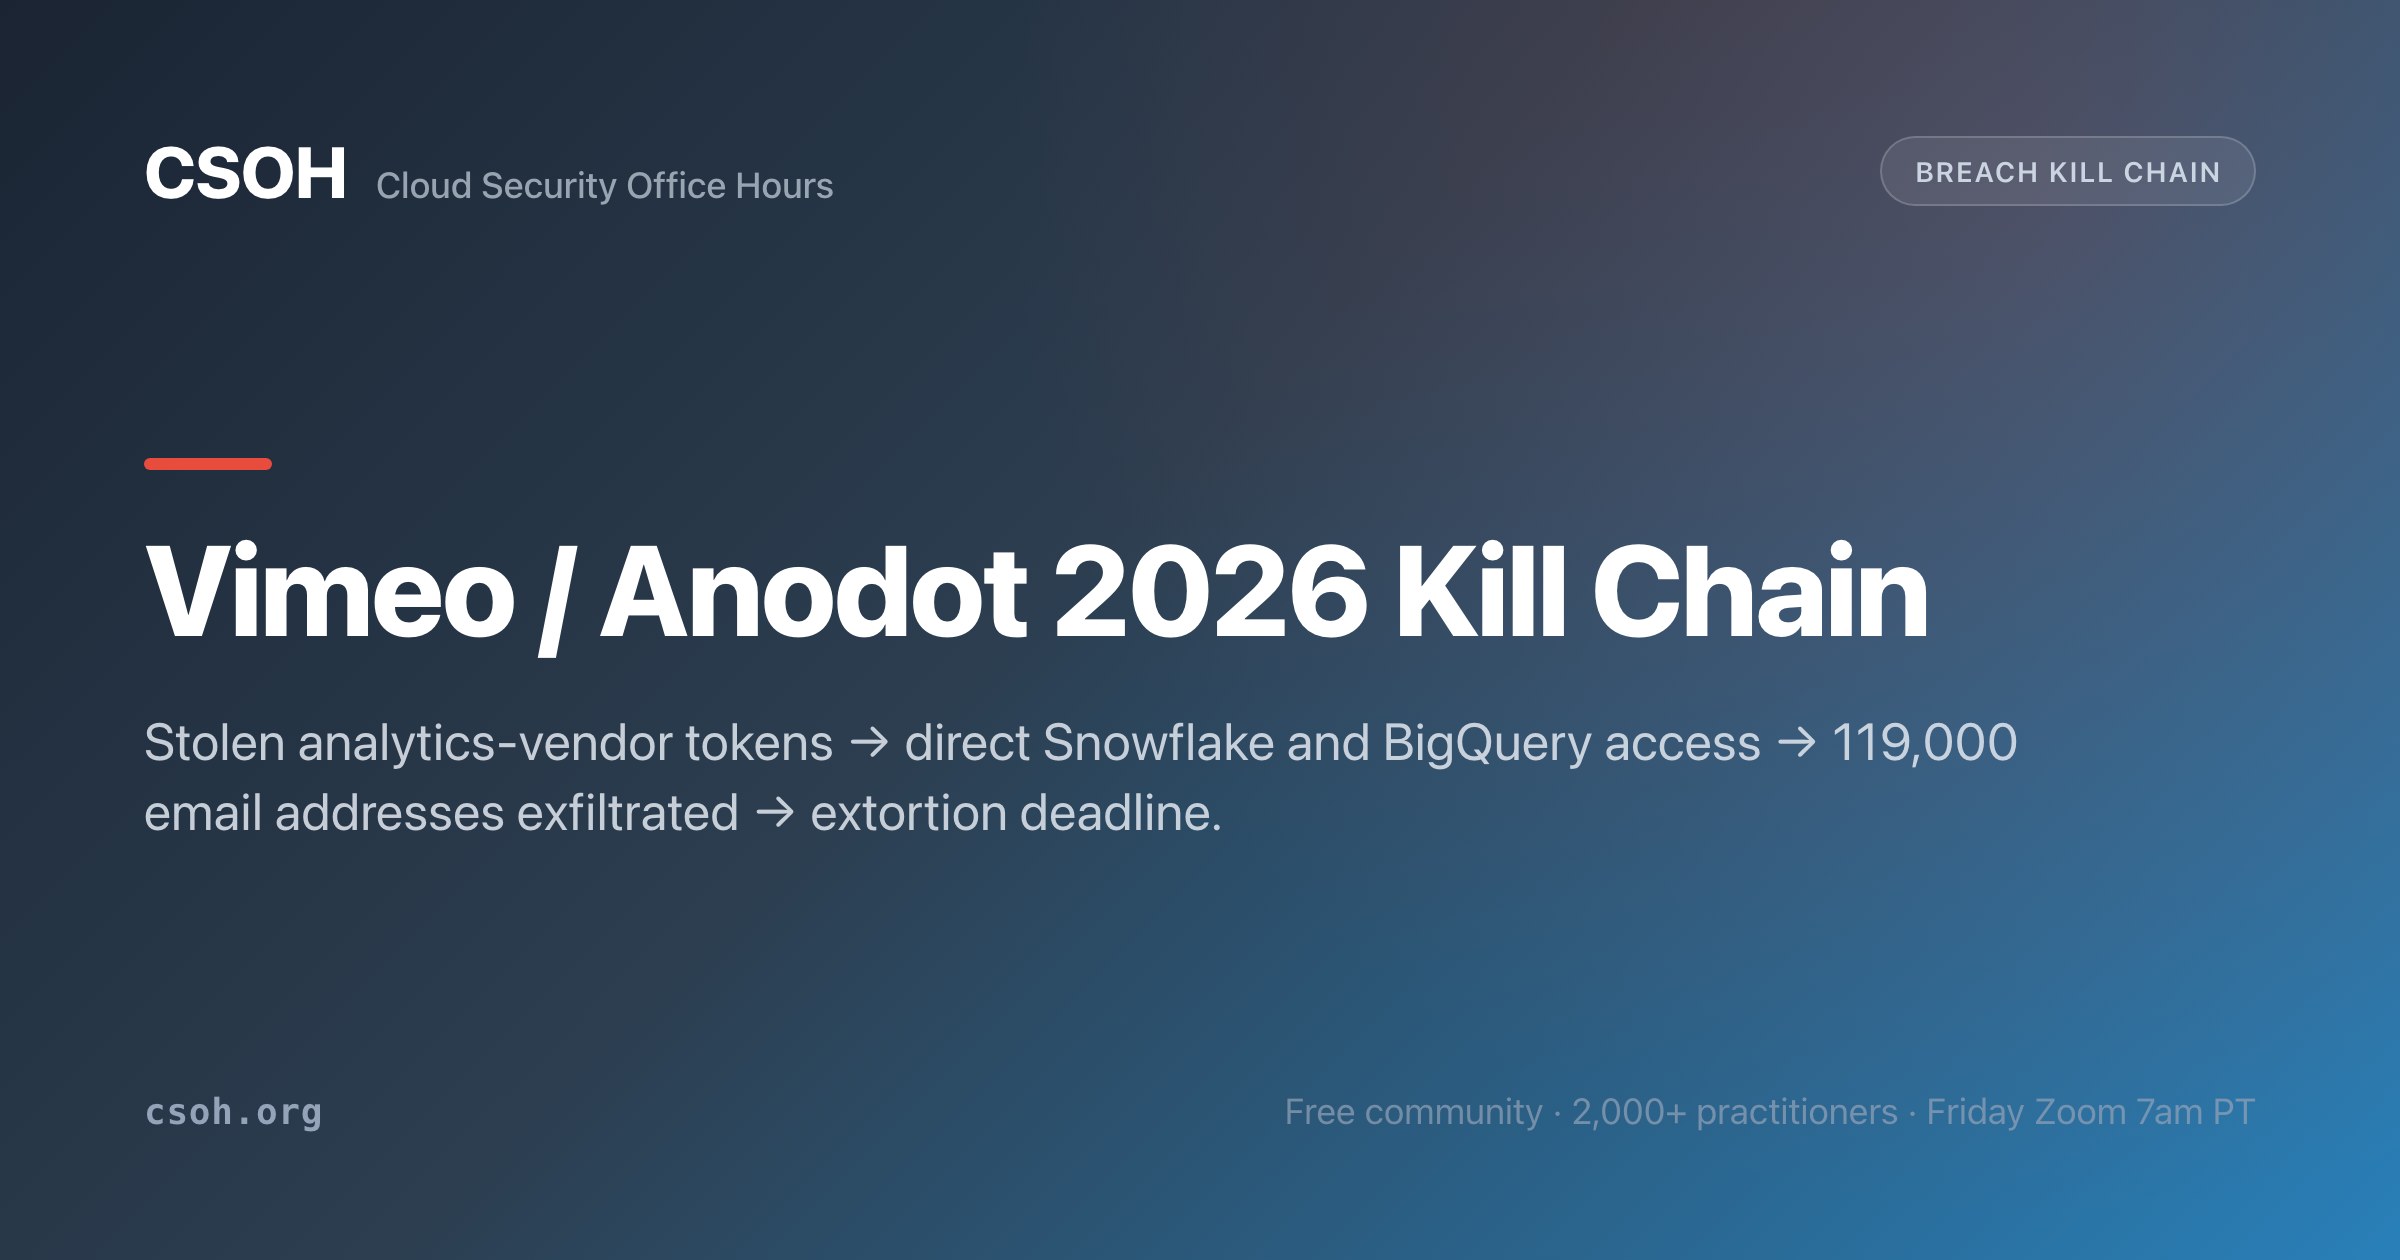 CSOH Cloud Security Office Hours
BREACH KILL CHAIN
Vimeo / Anodot 2026 Kill Chain
Stolen analytics-vendor tokens → direct Snowflake and BigQuery access → 119,000
email addresses exfiltrated → extortion deadline.
csoh.org
Free community · 2,000+ practitioners · Friday Zoom 7am PT